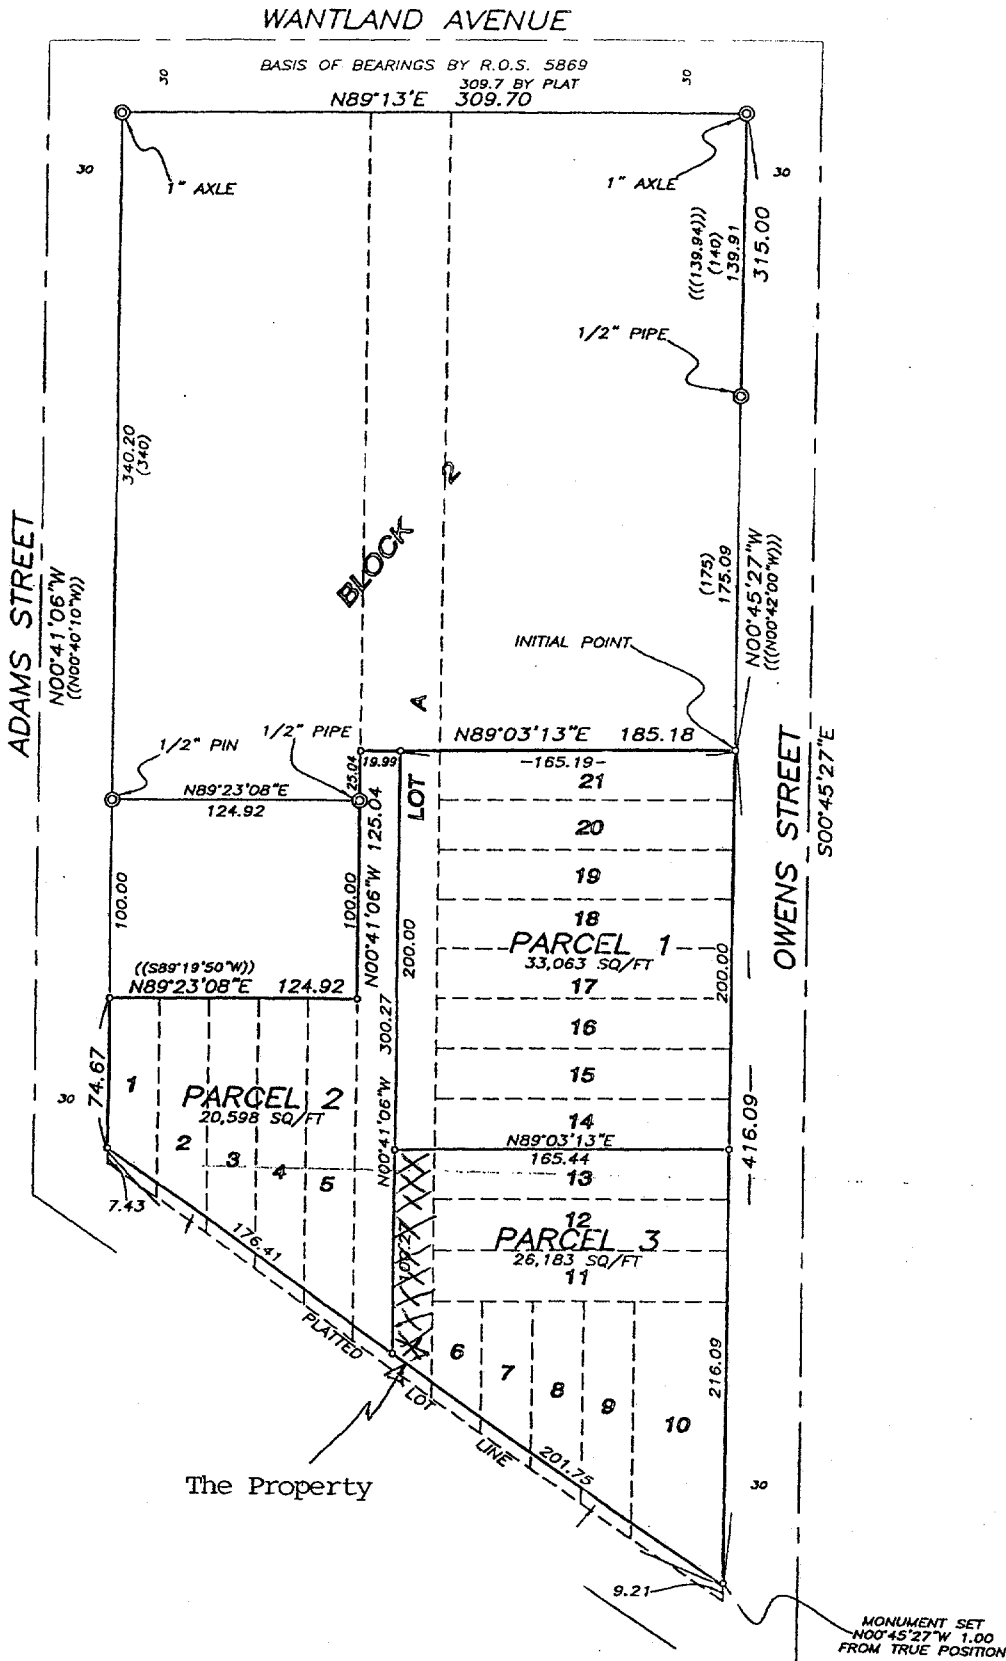 WANTLAND AVENUE
BASIS OF BEARINGS BY R.O.S. 5869
309.7 BY PLAT
N89°13'E 309.70
30
30
1" AXLE
1" AXLE
30
30
(((139.94)))
(140)
139.91
315.00
1/2" PIPE
340.20
(340)
BLOCK 2
(175)
175.09
N00°45'27"W
(((N00°42'00"W)))
ADAMS STREET
N00°41'06"W
((N00°40'10"W))
INITIAL POINT
LOT A
N89°03'13"E 185.18
19.99
-165.19-
25.04
1/2" PIN
1/2" PIPE
N89°23'08"E
124.92
OWENS STREET
S00°45'27"E
100.00
100.00
N00°41'06"W 125.04
200.00
21
20
19
18
PARCEL 1
33,063 SQ/FT
17
16
15
14
200.00
((S89°19'50"W))
N89°23'08"E 124.92
74.67
30
1
PARCEL 2
20,598 SQ/FT
2
3
4
5
N00°41'06"W 300.27
416.09
N89°03'13"E
165.44
13
12
PARCEL 3
26,183 SQ/FT
11
7.43
176.41
PLATTED
LOT
LINE
6
7
8
9
10
216.09
201.75
The Property
30
9.21
MONUMENT SET
N00°45'27"W 1.00
FROM TRUE POSITION